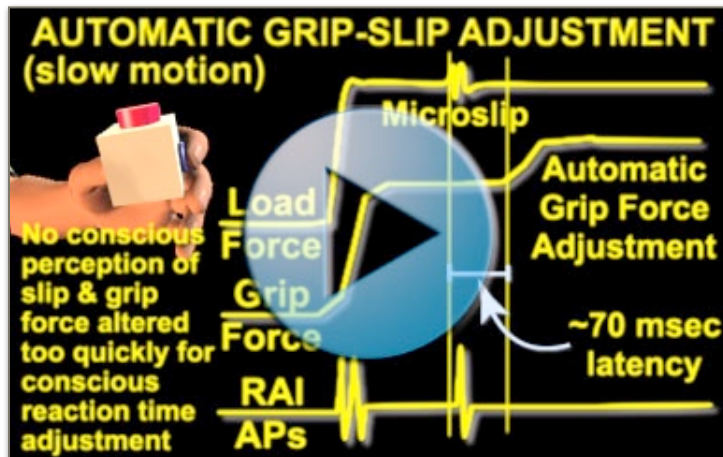 AUTOMATIC GRIP-SLIP ADJUSTMENT
(slow motion)
Microslip
Load
Force
Grip
Force
RAI
APs
No conscious
perception of
slip & grip
force altered
too quickly for
conscious
reaction time
adjustment
Automatic
Grip Force
Adjustment
~70 msec
latency